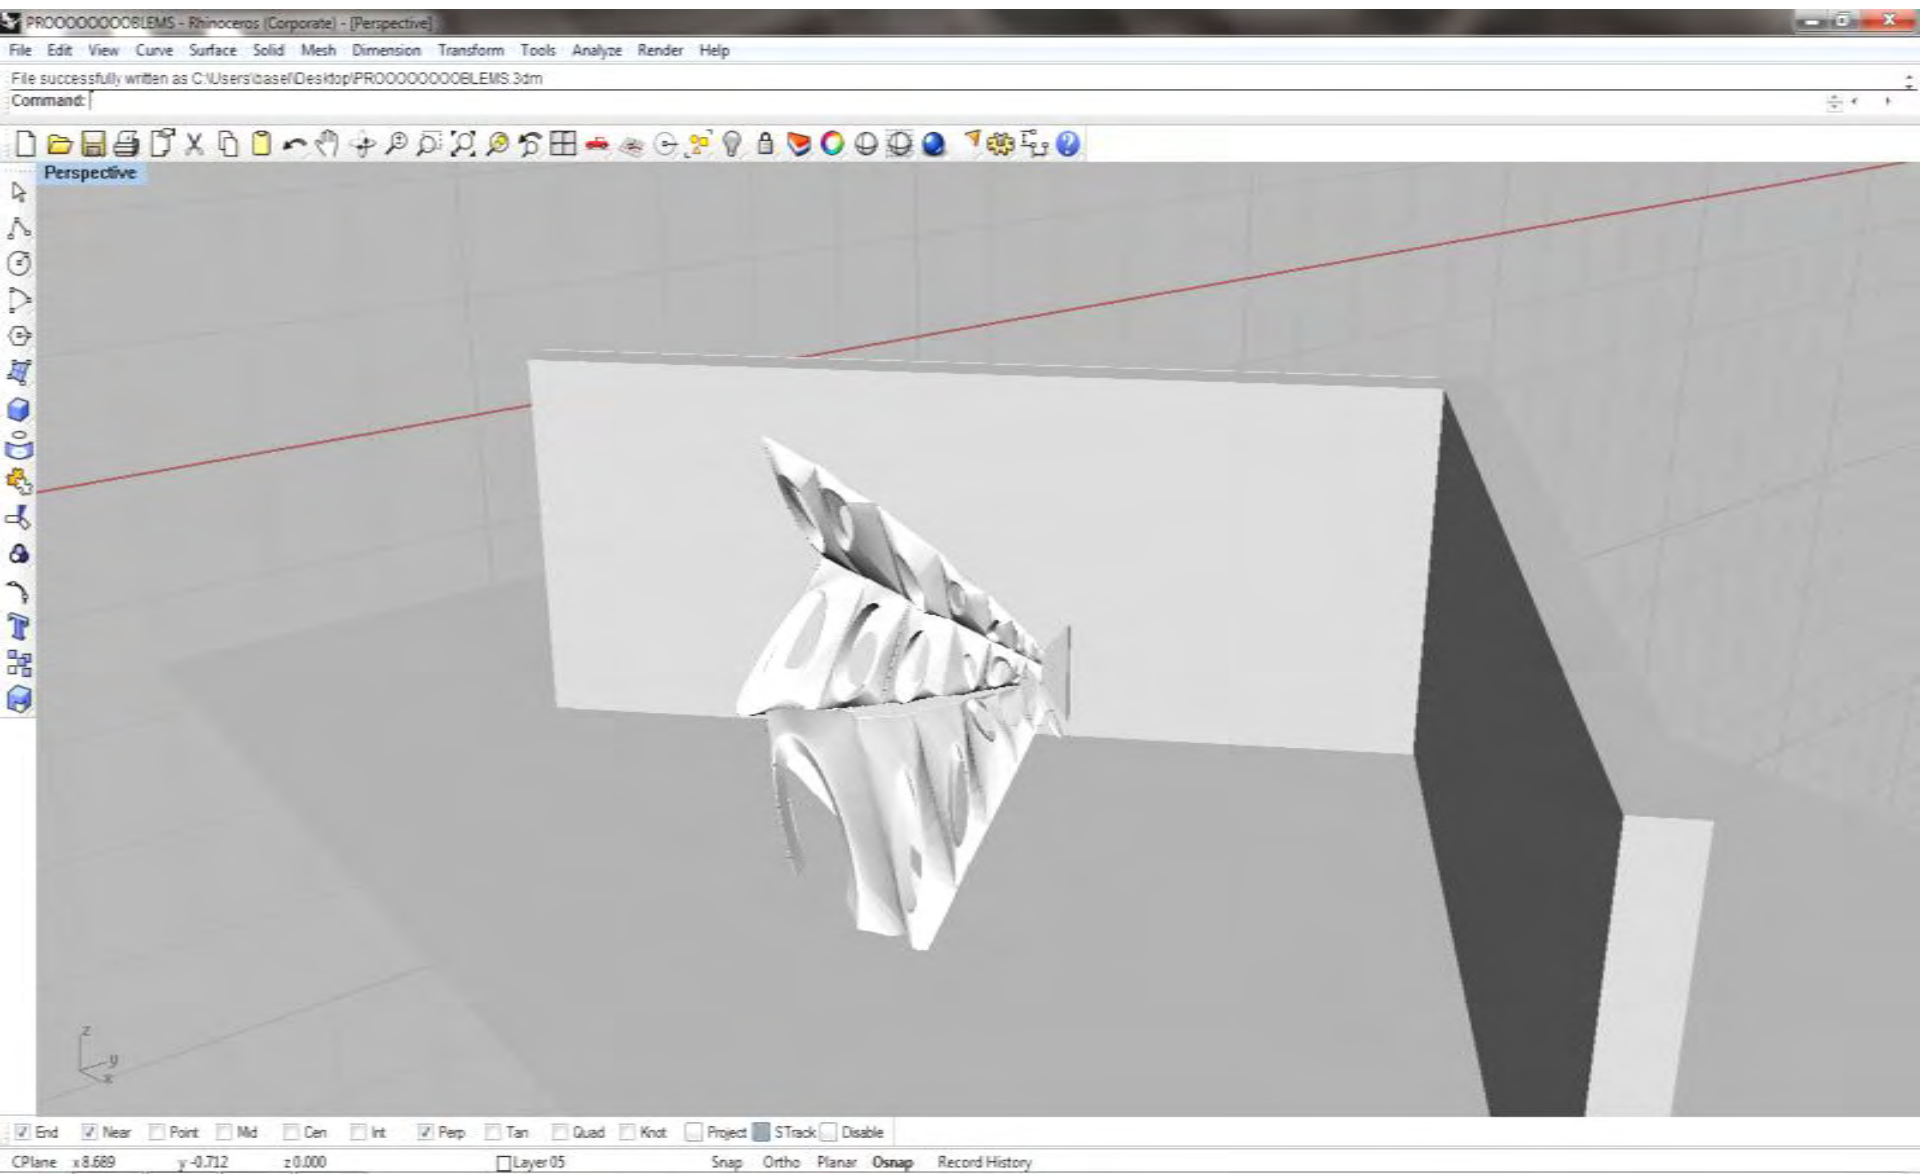 PROOOOOOOOBLEMS - Rhinoceros (Corporate) - [Perspective]
File Edit View Curve Surface Solid Mesh Dimension Transform Tools Analyze Render Help
File successfully written as C:\Users\basel\Desktop\PROOOOOOOOBLEMS.3dm
Command:
Perspective
z
y
x
End Near Point Mid Cen Int Perp Tan Quad Knot Project STrack Disable
CPlane x 8.689 y -0.712 z 0.000 Layer 05 Snap Ortho Planar Osnap Record History